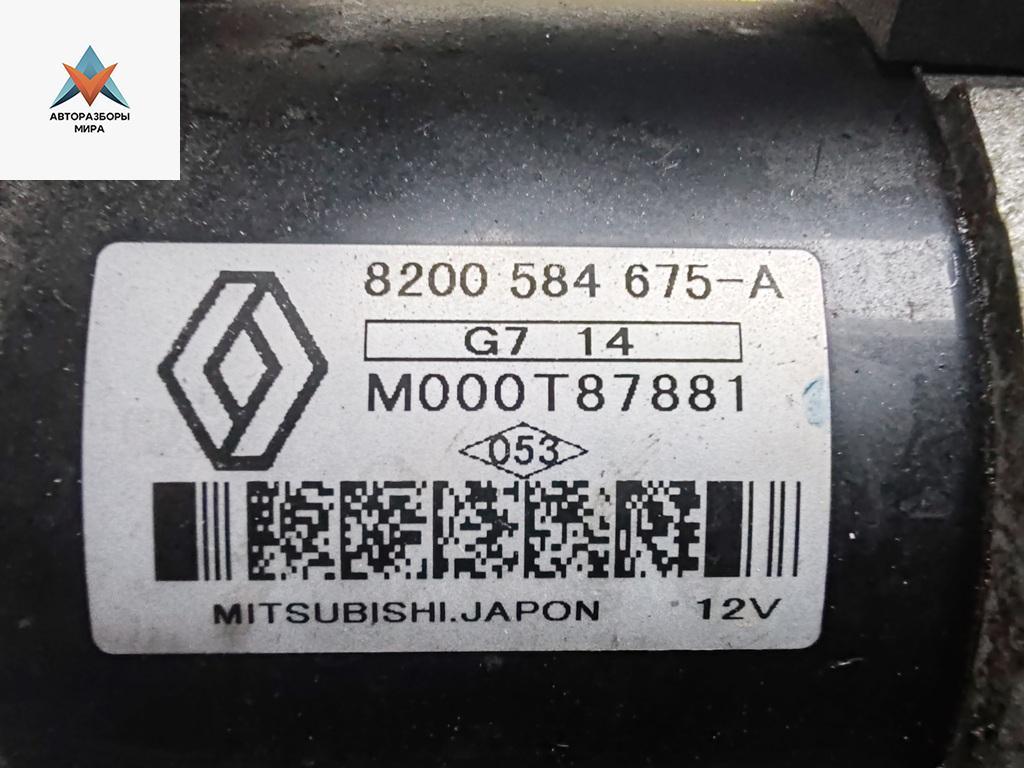 АВТОРАЗБОРЫ
МИРА
8200 584 675-A
G7 14
M000T87881
053
MITSUBISHI.JAPON 12V